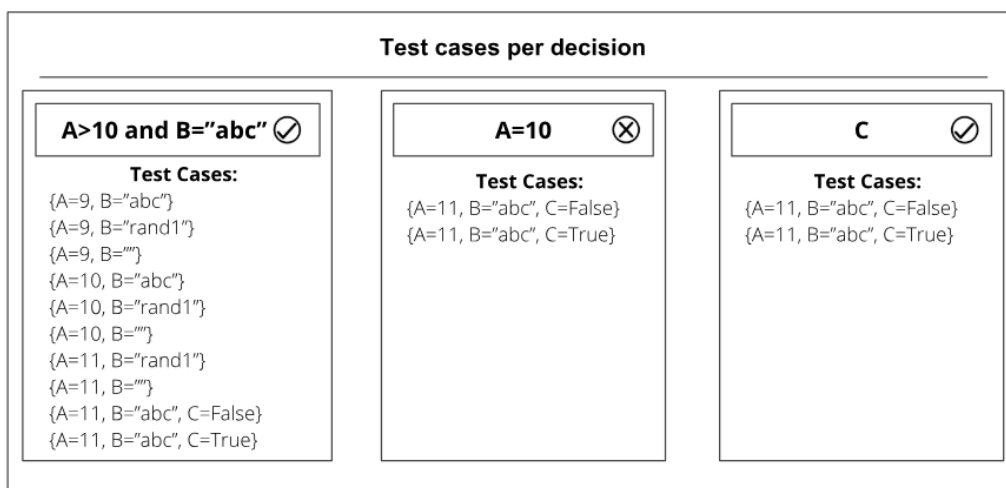 Test cases per decision
A>10 and B=”abc”
Test Cases:
{A=9, B=”abc”}
{A=9, B=”rand1”}
{A=9, B=””}
{A=10, B=”abc”}
{A=10, B=”rand1”}
{A=10, B=””}
{A=11, B=”rand1”}
{A=11, B=””}
{A=11, B=”abc”, C=False}
{A=11, B=”abc”, C=True}
A=10
Test Cases:
{A=11, B=”abc”, C=False}
{A=11, B=”abc”, C=True}
C
Test Cases:
{A=11, B=”abc”, C=False}
{A=11, B=”abc”, C=True}